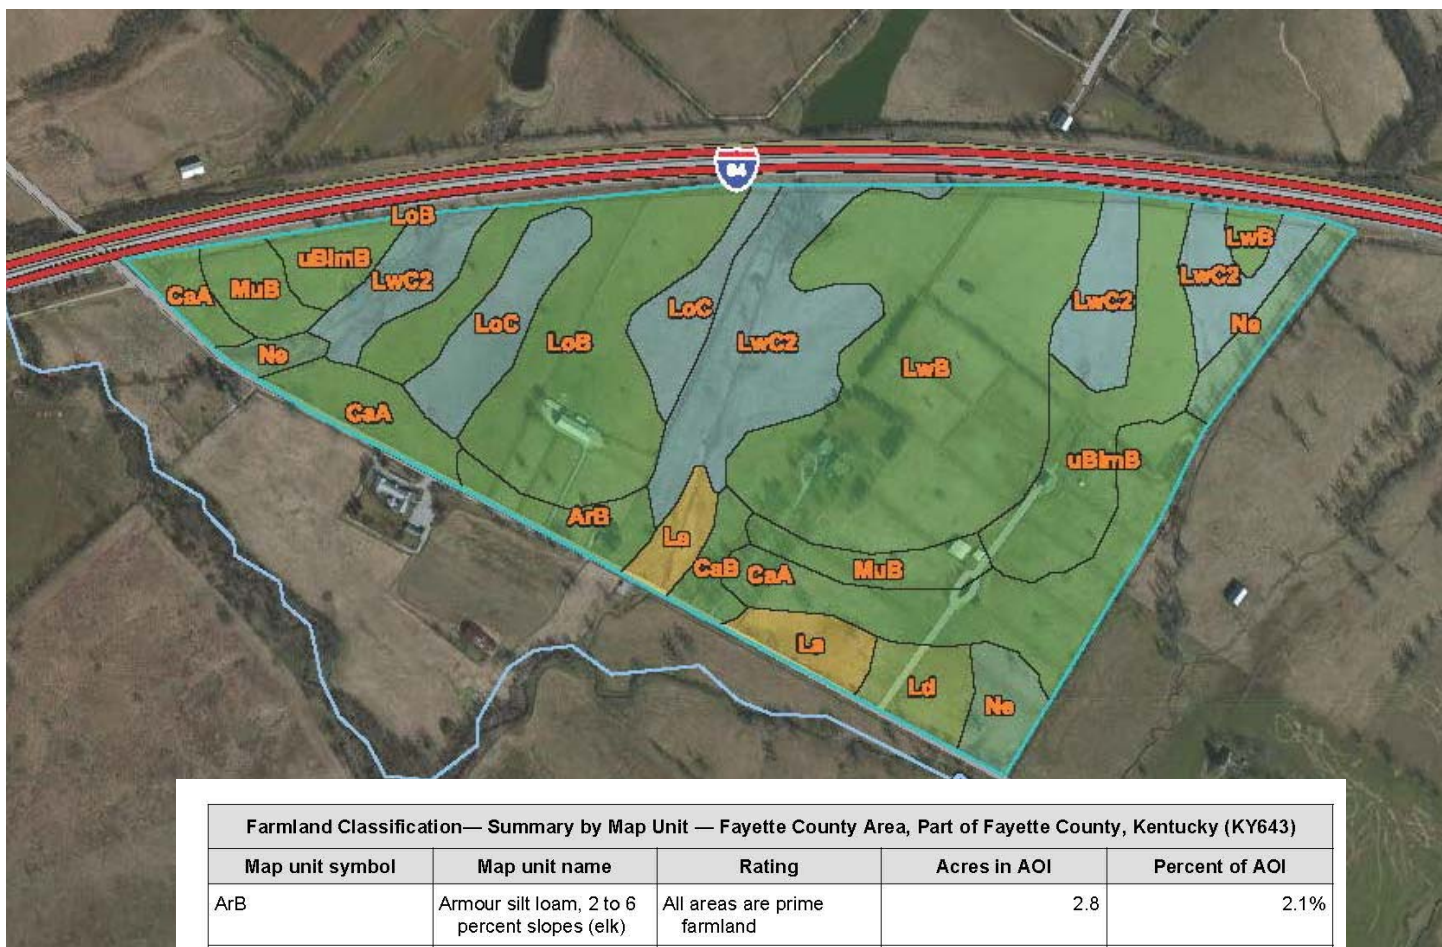 64
LoB
LwB
uBlmB
CaA
MuB
LwC2
LwC2
LwC2
LoC
LoC
LoB
LwC2
Ne
Ne
LwB
CaA
uBlmB
ArB
La
CaB
CaA
MuB
La
Ld
Ne
Farmland Classification— Summary by Map Unit — Fayette County Area, Part of Fayette County, Kentucky (KY643)
Map unit symbol Map unit name Rating Acres in AOI Percent of AOI
ArB Armour silt loam, 2 to 6 All areas are prime 2.8 2.1%
percent slopes (elk) farmland